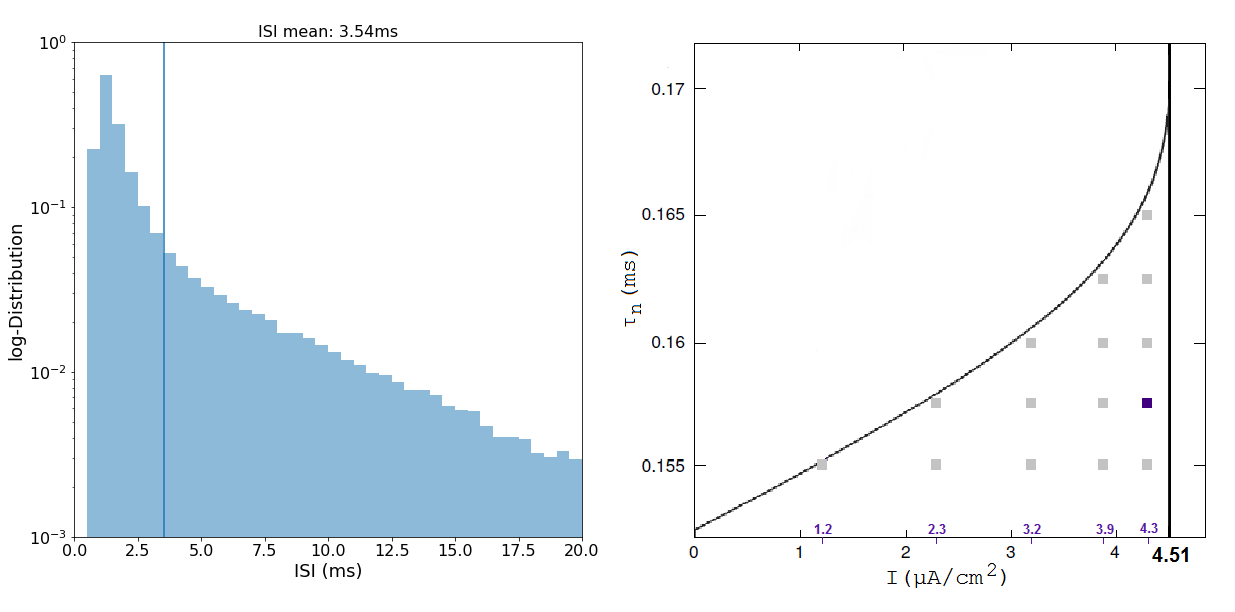 ISI mean: 3.54ms
log-Distribution
10⁰
10⁻¹
10⁻²
10⁻³
0.0 2.5 5.0 7.5 10.0 12.5 15.0 17.5 20.0
ISI (ms)
τn (ms)
0.17
0.165
0.16
0.155
1.2 2.3 3.2 3.9 4.3
0 1 2 3 4 4.51
I(μA/cm²)